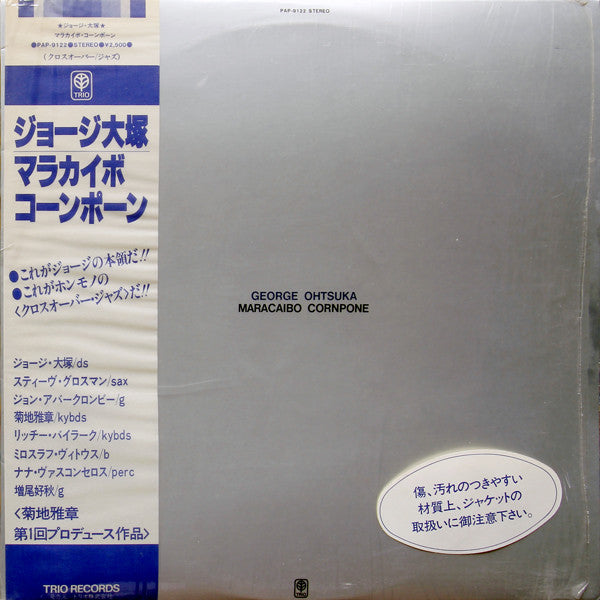 ★ジョージ・大塚★
マラカイボ・コーンポーン
●PAP-9122●STEREO●¥2,500●
(クロスオーバー/ジャズ)
TRIO
ジョージ大塚
マラカイボ
コーンポーン
●これがジョージの本領だ!!
●これがホンモノの
〈クロスオーバー・ジャズ〉だ!!
ジョージ・大塚/ds
スティーヴ・グロスマン/sax
ジョン・アバークロンビー/g
菊地雅章/kybds
リッチー・バイラーク/kybds
ミロスラフ・ヴィトウス/b
ナナ・ヴァスコンセロス/perc
増尾好秋/g
〈菊地雅章
第1回プロデュース作品〉
TRIO RECORDS
PAP-9122 STEREO
GEORGE OHTSUKA
MARACAIBO CORNPONE
傷、汚れのつきやすい
材質上、ジャケットの
取扱いに御注意下さい。
TRIO